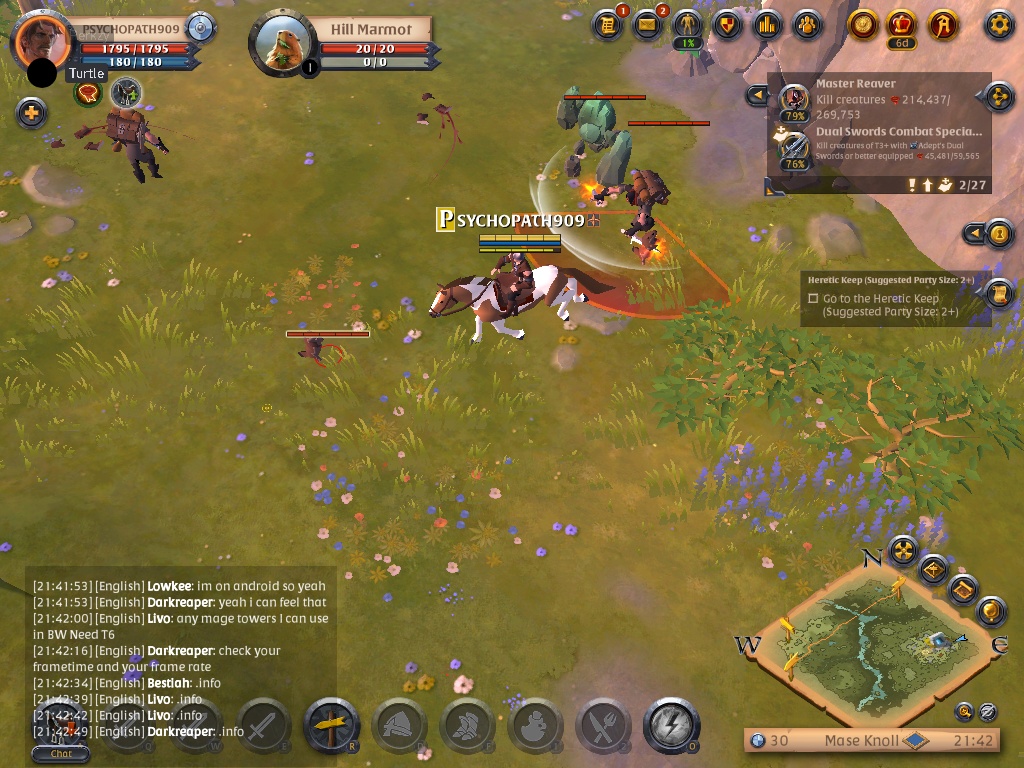 PSYCHOPATH909
1795 / 1795
180 / 180
Turtle
Hill Marmot
20 / 20
0 / 0
I
1
2
1%
6d
Master Reaver
Kill creatures 214,437/
269,753
79%
Dual Swords Combat Specia...
Kill creatures of T3+ with Adept's Dual
Swords or better equipped 45,481/59,565
76%
2/27
PSYCHOPATH909
Heretic Keep (Suggested Party Size: 2+)
Go to the Heretic Keep
(Suggested Party Size: 2+)
[21:41:53] [English] Lowkee: im on android so yeah
[21:41:53] [English] Darkreaper: yeah i can feel that
[21:42:00] [English] Livo: any mage towers I can use
in BW Need T6
[21:42:16] [English] Darkreaper: check your
frametime and your frame rate
[21:42:34] [English] Bestiah: .info
[21:42:39] [English] Livo: .info
[21:42:42] [English] Livo: .info
[21:42:49] [English] Darkreaper: .info
Chat
Q
W
E
R
D
F
O
N
W
E
30
Mase Knoll
21:42